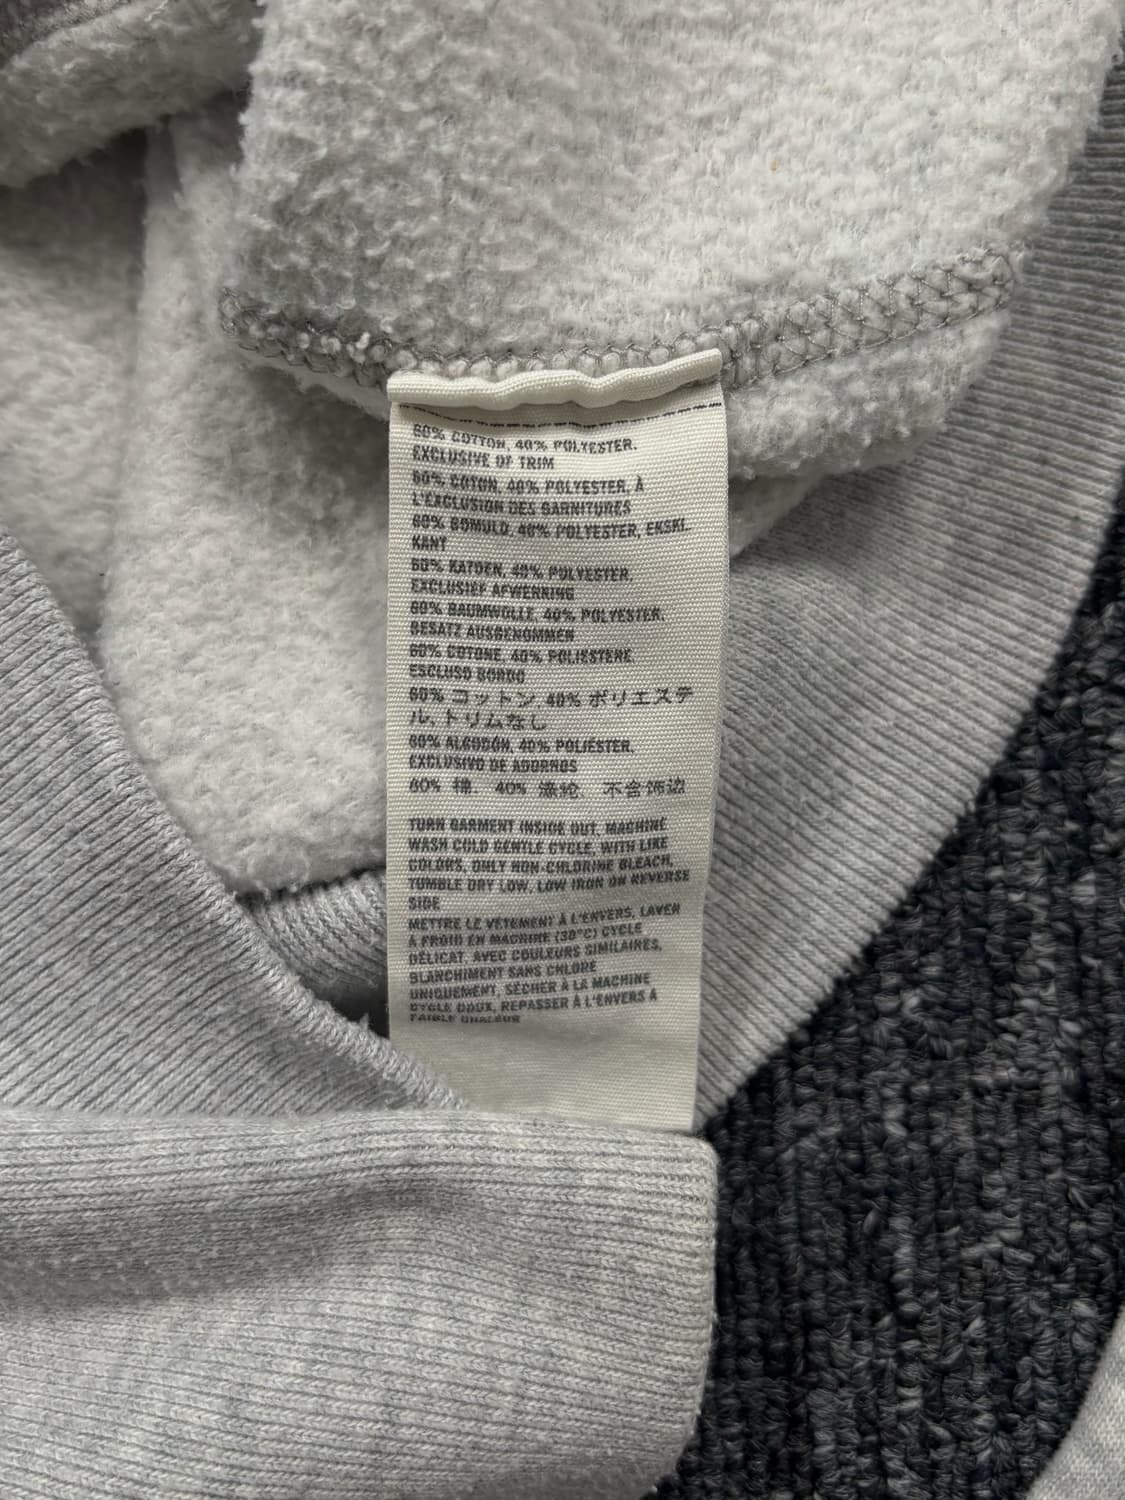 60% COTTON, 40% POLYESTER.
EXCLUSIVE OF TRIM
60% COTON, 40% POLYESTER, À
L'EXCLUSION DES GARNITURES
60% BOMULD, 40% POLYESTER, EKSKL.
KANT
60% KATOEN, 40% POLYESTER,
EXCLUSIEF AFWERKING
60% BAUMWOLLE, 40% POLYESTER,
BESATZ AUSGENOMMEN
60% COTONE, 40% POLIESTERE,
ESCLUSO BORDO
60% コットン, 40% ポリエステ
ル, トリムなし
60% ALGODÓN, 40% POLIÉSTER,
EXCLUSIVO DE ADORNOS
60% 棉, 40% 涤纶, 不含饰边
TURN GARMENT INSIDE OUT, MACHINE
WASH COLD GENTLE CYCLE, WITH LIKE
COLORS, ONLY NON-CHLORINE BLEACH,
TUMBLE DRY LOW, LOW IRON ON REVERSE
SIDE
METTRE LE VÊTEMENT À L'ENVERS, LAVER
À FROID EN MACHINE (30°C) CYCLE
DÉLICAT, AVEC COULEURS SIMILAIRES,
BLANCHIMENT SANS CHLORE
UNIQUEMENT, SÉCHER À LA MACHINE
CYCLE DOUX, REPASSER À L'ENVERS À
FAIBLE CHALEUR